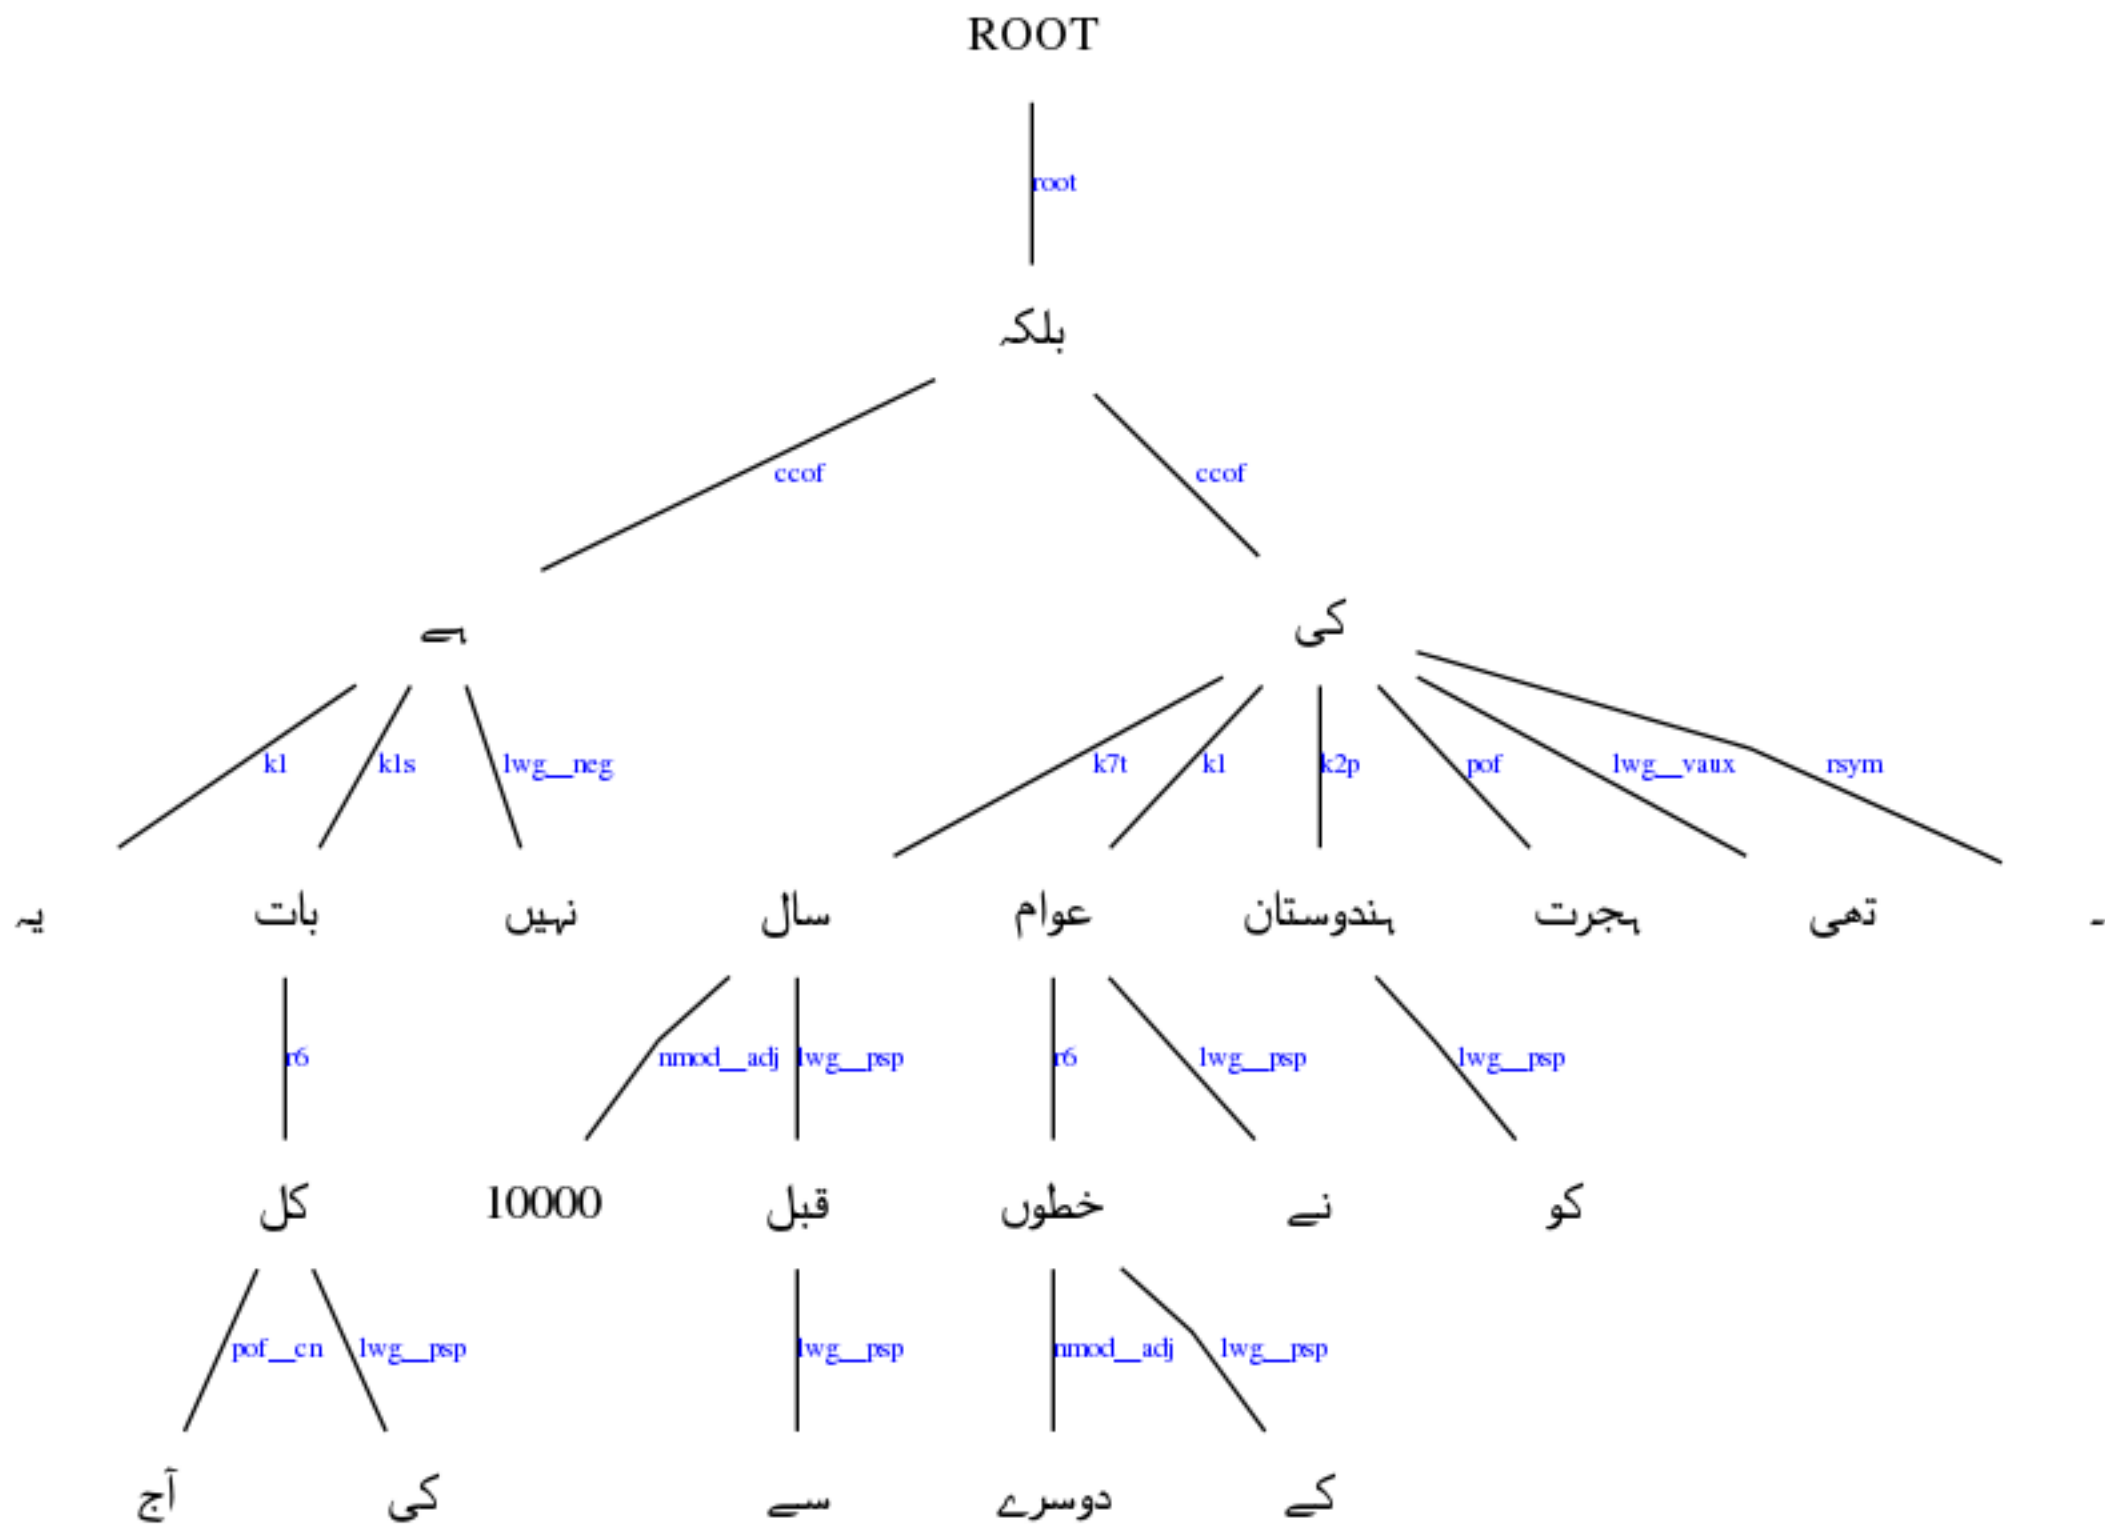 ROOT
root
بلکہ
ccof ccof
ہے کی
k1 k1s lwg__neg k7t k1 k2p pof lwg__vaux rsym
یہ بات نہیں سال عوام ہندوستان ہجرت تھی ۔
r6 nmod__adj lwg__psp r6 lwg__psp lwg__psp
کل 10000 قبل خطوں نے کو
pof__cn lwg__psp lwg__psp nmod__adj lwg__psp
آج کی سے دوسرے کے